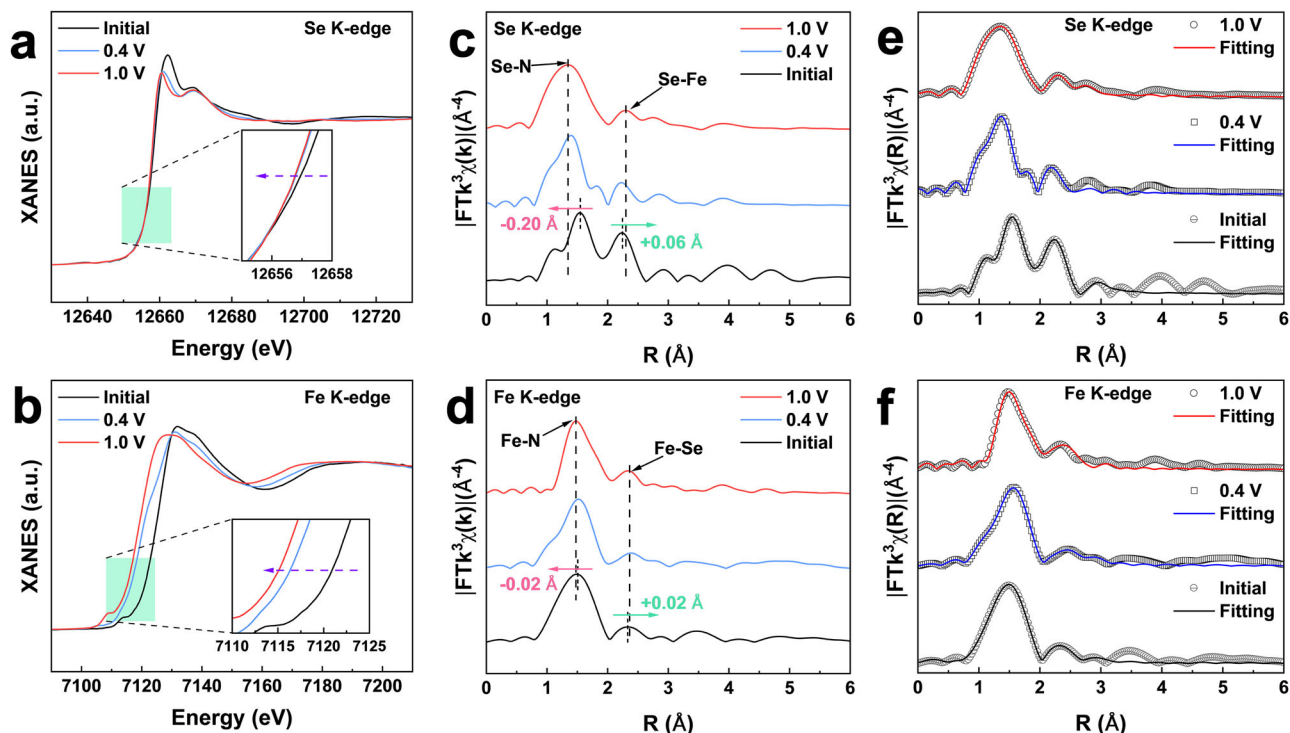 a
Initial
0.4 V
1.0 V
Se K-edge
XANES (a.u.)
12656 12658
12640 12660 12680 12700 12720
Energy (eV)
c
Se K-edge
1.0 V
0.4 V
Initial
Se-N
Se-Fe
-0.20 Å
+0.06 Å
|FTk³χ(k)|(Å⁻⁴)
0 1 2 3 4 5 6
R (Å)
e
Se K-edge
1.0 V
Fitting
0.4 V
Fitting
Initial
Fitting
|FTk³χ(R)|(Å⁻⁴)
0 1 2 3 4 5 6
R (Å)
b
Initial
0.4 V
1.0 V
Fe K-edge
XANES (a.u.)
7110 7115 7120 7125
7100 7120 7140 7160 7180 7200
Energy (eV)
d
Fe K-edge
1.0 V
0.4 V
Initial
Fe-N
Fe-Se
-0.02 Å
+0.02 Å
|FTk³χ(k)|(Å⁻⁴)
0 1 2 3 4 5 6
R (Å)
f
Fe K-edge
1.0 V
Fitting
0.4 V
Fitting
Initial
Fitting
|FTk³χ(R)|(Å⁻⁴)
0 1 2 3 4 5 6
R (Å)